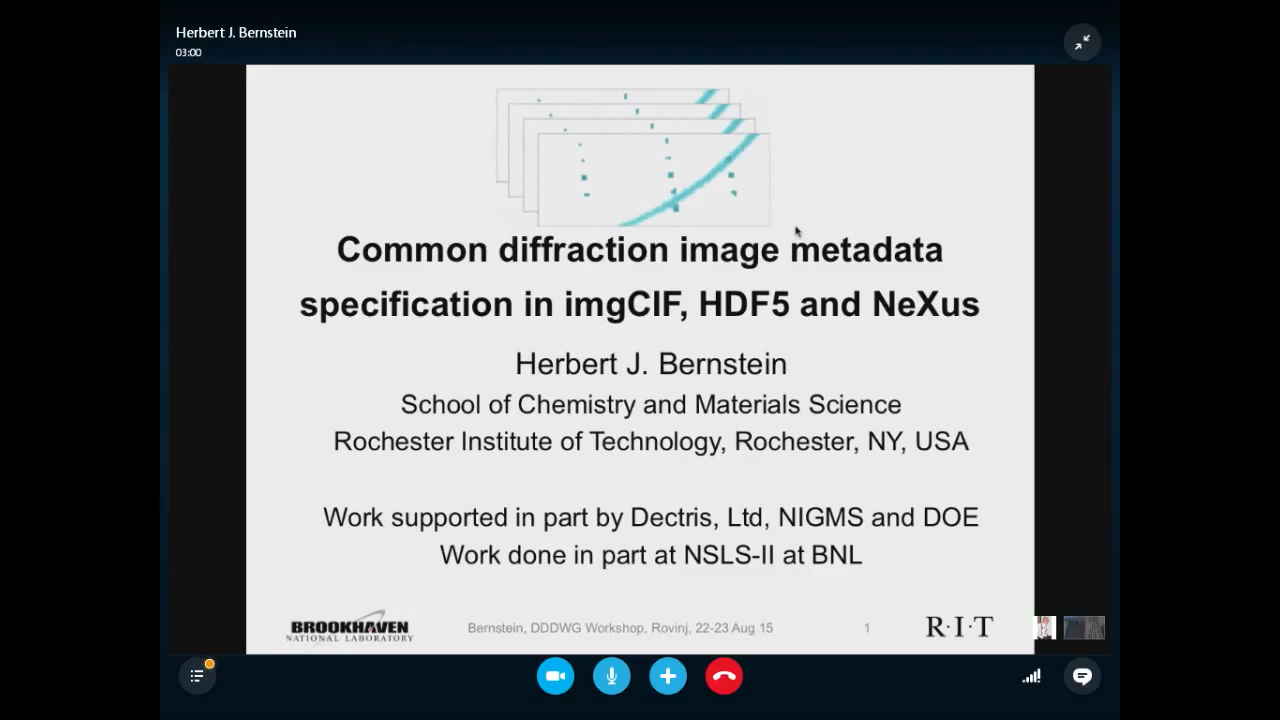 Herbert J. Bernstein
03:00
Common diffraction image metadata
specification in imgCIF, HDF5 and NeXus
Herbert J. Bernstein
School of Chemistry and Materials Science
Rochester Institute of Technology, Rochester, NY, USA
Work supported in part by Dectris, Ltd, NIGMS and DOE
Work done in part at NSLS-II at BNL
BROOKHAVEN
NATIONAL LABORATORY
Bernstein, DDDWG Workshop, Rovinj, 22-23 Aug 15
1
R·I·T